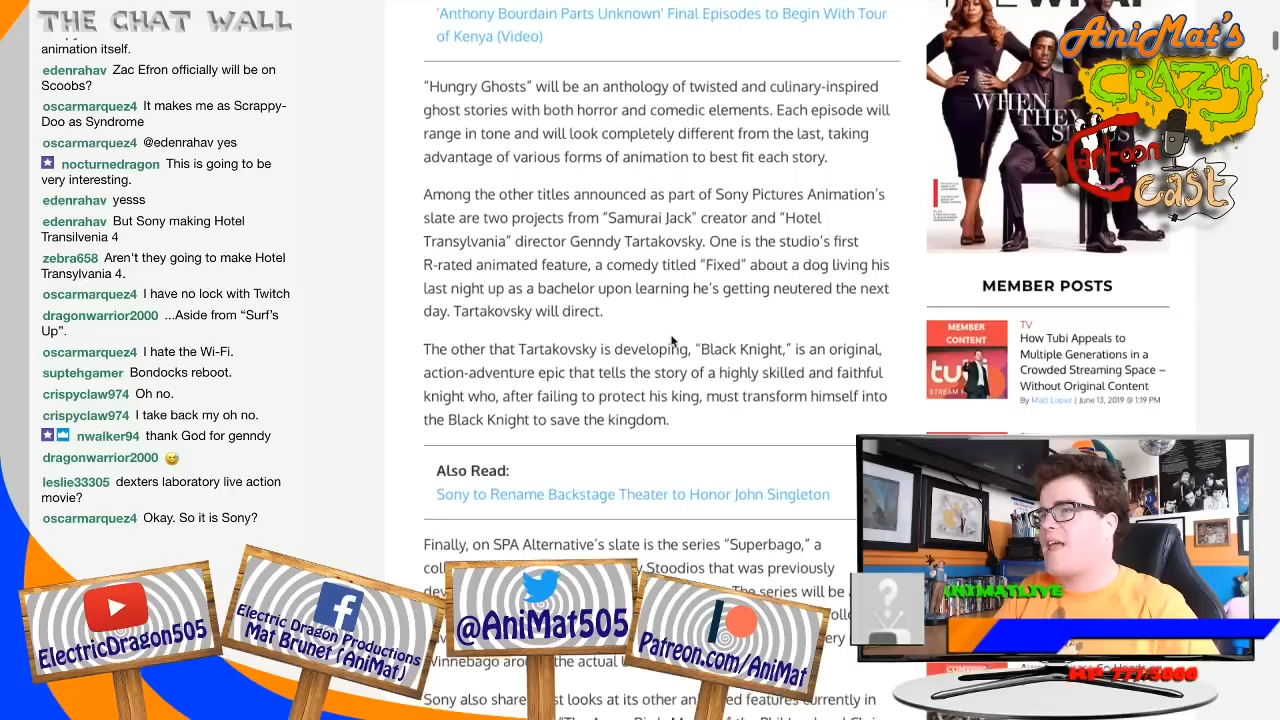 THE CHAT WALL
animation itself.
edenrahav Zac Efron officially will be on
Scoobs?
oscarmarquez4 It makes me as Scrappy-
Doo as Syndrome
oscarmarquez4 @edenrahav yes
nocturnedragon This is going to be
very interesting.
edenrahav yess
edenrahav But Sony making Hotel
Transilvenia 4
zebra658 Aren't they going to make Hotel
Transylvania 4.
oscarmarquez4 I have no lock with Twitch
dragonwarrior2000 ...Aside from “Surf’s
Up”.
oscarmarquez4 I hate the Wi-Fi.
suptehgamer Bondocks reboot.
crispyclaw974 Oh no.
crispyclaw974 I take back my oh no.
nwalker94 thank God for genndy
dragonwarrior2000
leslie33305 dexters laboratory live action
movie?
oscarmarquez4 Okay. So it is Sony?
'Anthony Bourdain Parts Unknown' Final Episodes to Begin With Tour
of Kenya (Video)
“Hungry Ghosts” will be an anthology of twisted and culinary-inspired
ghost stories with both horror and comedic elements. Each episode will
range in tone and will look completely different from the last, taking
advantage of various forms of animation to best fit each story.
Among the other titles announced as part of Sony Pictures Animation’s
slate are two projects from “Samurai Jack” creator and “Hotel
Transylvania” director Genndy Tartakovsky. One is the studio’s first
R-rated animated feature, a comedy titled “Fixed” about a dog living his
last night up as a bachelor upon learning he’s getting neutered the next
day. Tartakovsky will direct.
The other that Tartakovsky is developing, “Black Knight,” is an original,
action-adventure epic that tells the story of a highly skilled and faithful
knight who, after failing to protect his king, must transform himself into
the Black Knight to save the kingdom.
Also Read:
Sony to Rename Backstage Theater to Honor John Singleton
Finally, on SPA Alternative’s slate is the series “Superbago,” a
Stoodios that was previously
The series will be
the actual
Sony also share
looks at its other
features currently in
WHEN
THEY
AniMat's
CRAZY
Cartoon
Cast
MEMBER POSTS
MEMBER
CONTENT
TV
How Tubi Appeals to
Multiple Generations in a
Crowded Streaming Space –
Without Original Content
By Matt Lopez | June 13, 2019 @ 1:19 PM
ElectricDragon505
Electric Dragon Productions
Mat Brunet (AniMat)
@AniMat505
Patreon.com/AniMat
ANIMATLIVE
HP 777/5000